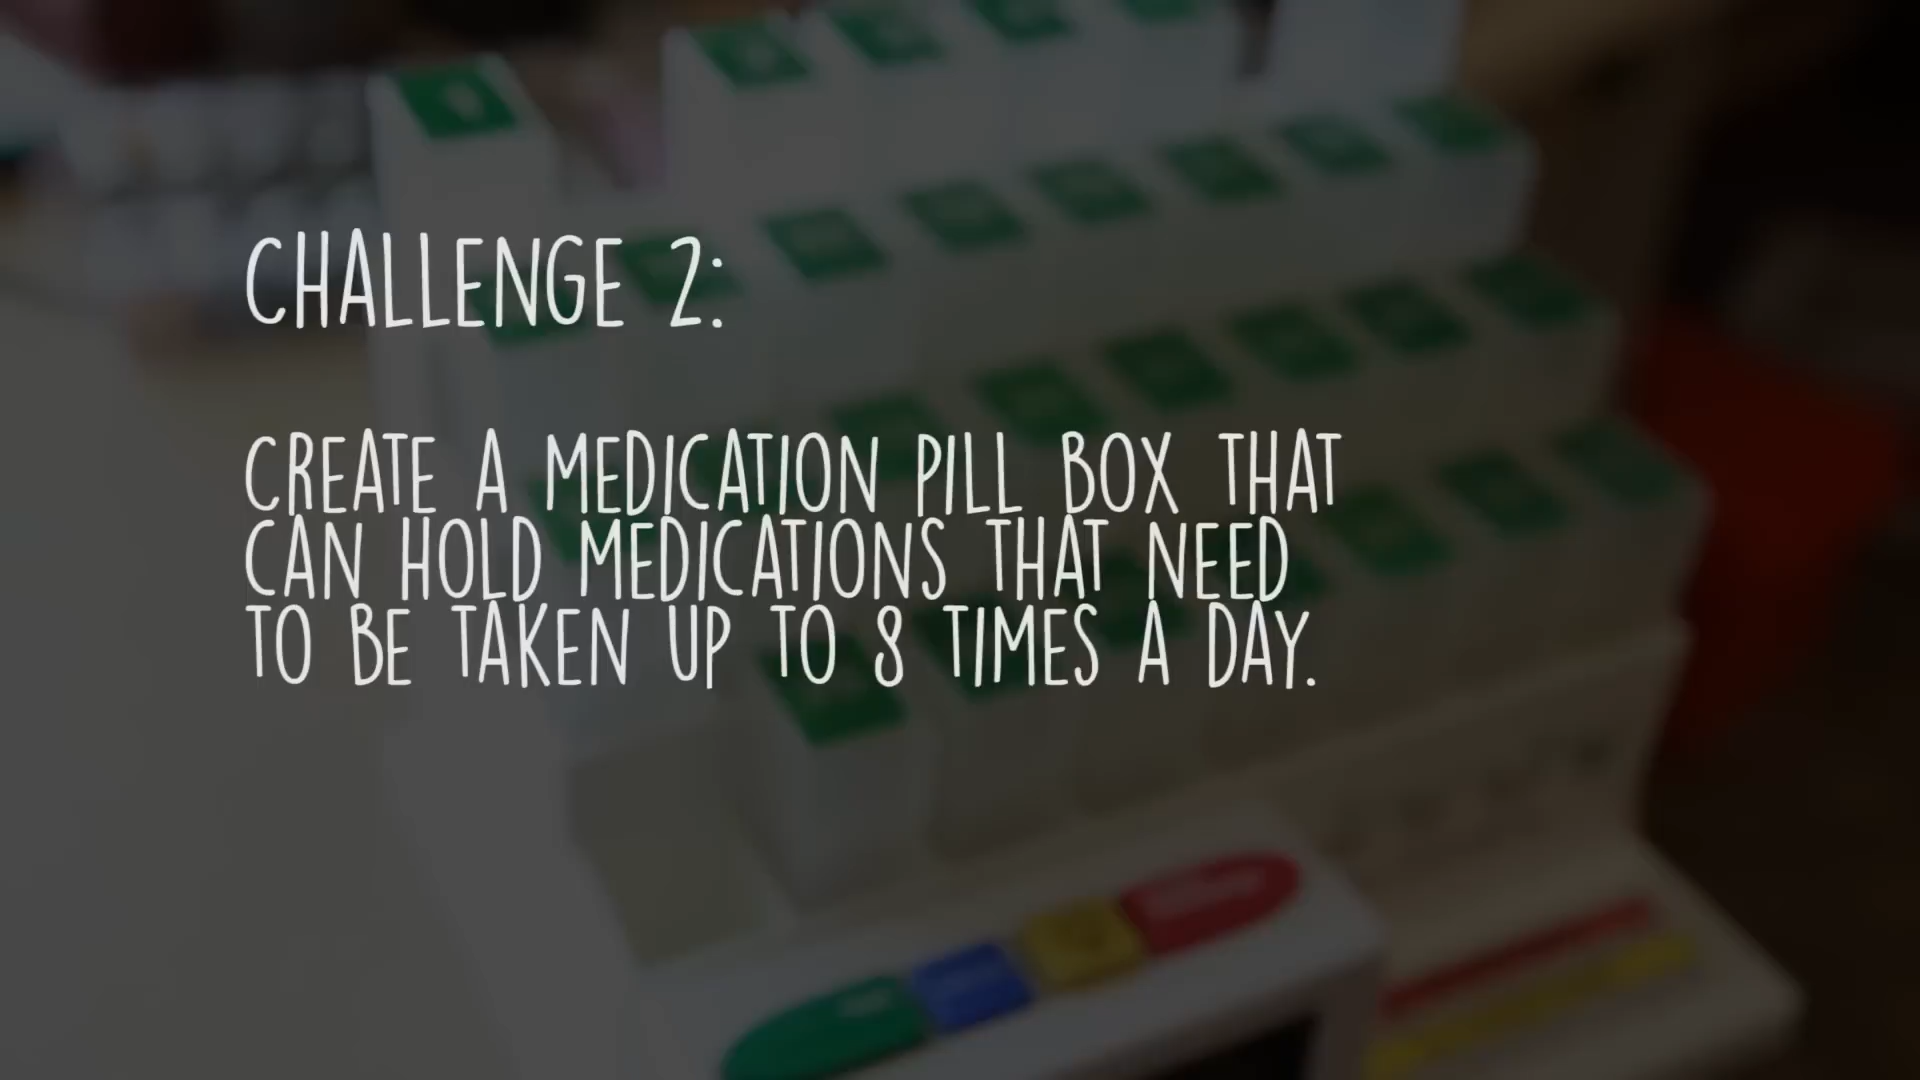 CHALLENGE 2:
CREATE A MEDICATION PILL BOX THAT
CAN HOLD MEDICATIONS THAT NEED
TO BE TAKEN UP TO 8 TIMES A DAY.